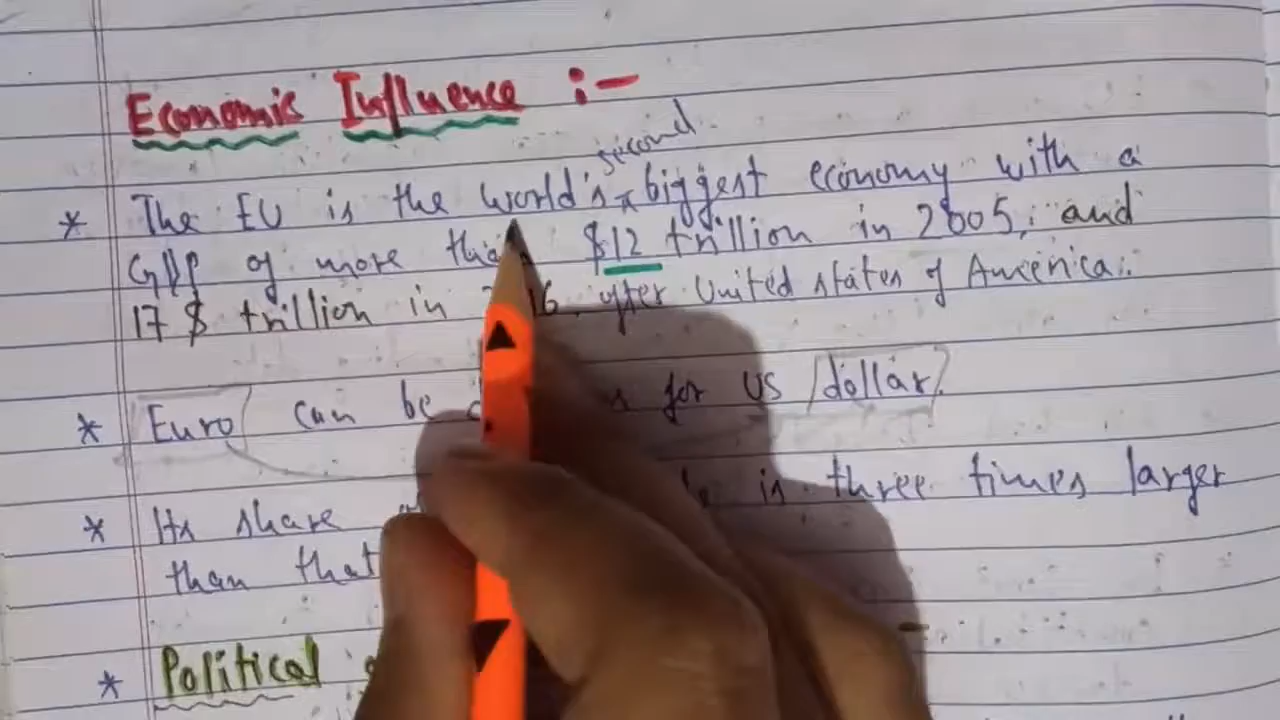 Economic Influence :-
second
* The EU is the world's biggest economy with a
GDP of more than $12 trillion in 2005, and
17 $ trillion in 16, after United states of America.
* Euro can be for US dollar.
* Its share is three times larger
than that
* Political